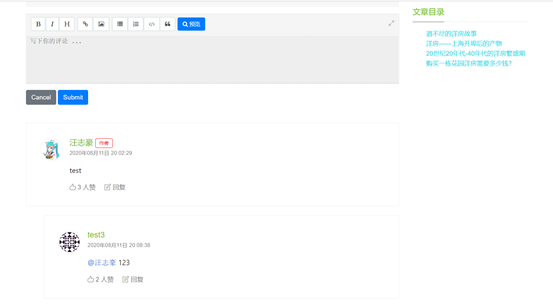 B I H 预览
写下你的评论 ...
Cancel Submit
汪志豪 作者
2020年08月11日 20:02:29
test
3 人赞 回复
test3
2020年08月11日 20:08:38
@汪志豪 123
2 人赞 回复
文章目录
道不尽的洋房故事
洋房——上海开埠后的产物
20世纪20年代-40年代的洋房繁盛期
购买一栋花园洋房需要多少钱？